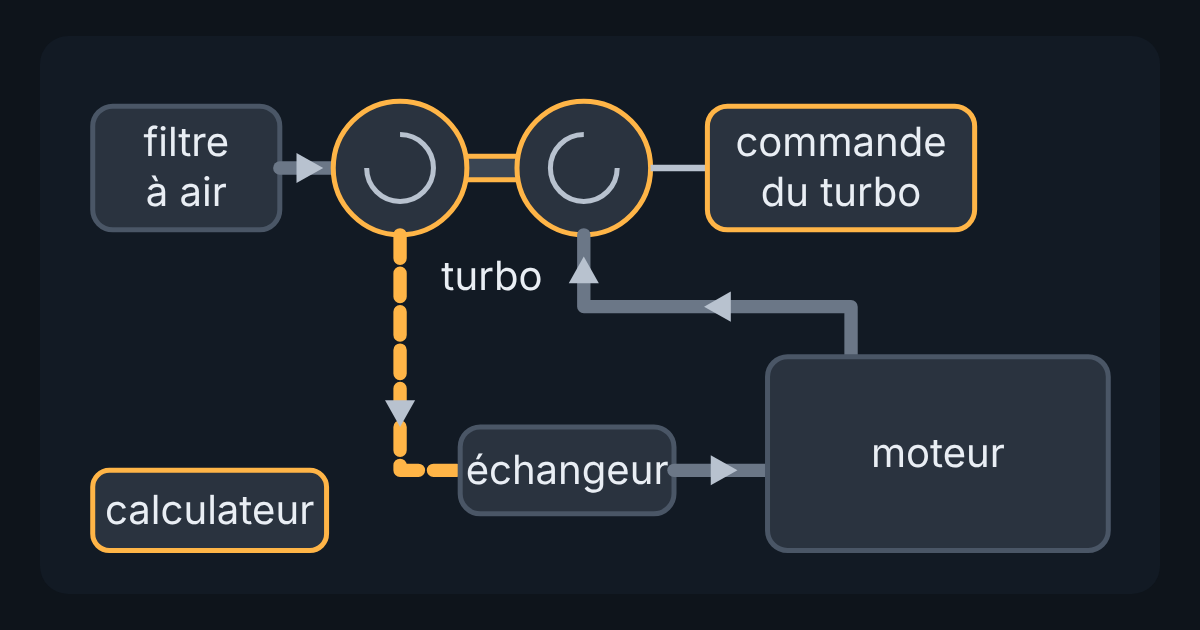 filtre
à air
commande
du turbo
turbo
échangeur
moteur
calculateur